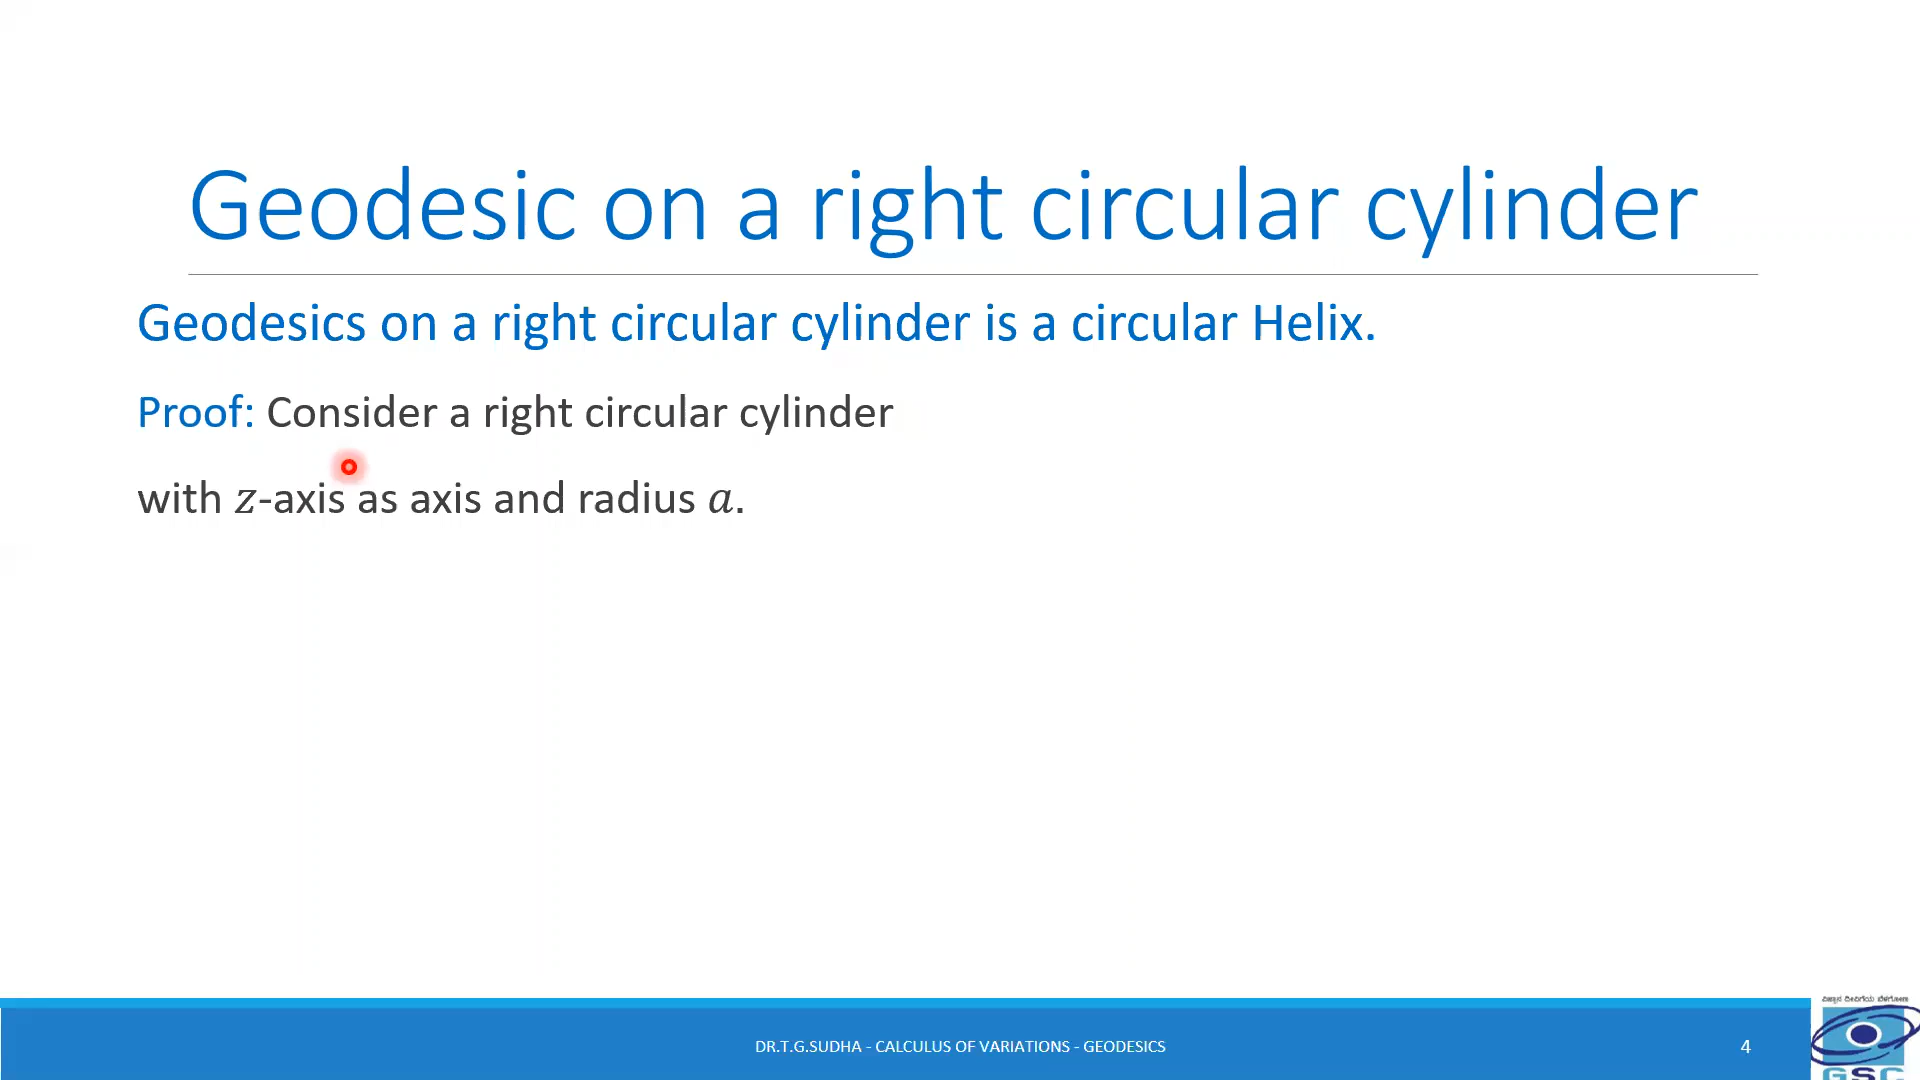 Geodesic on a right circular cylinder
Geodesics on a right circular cylinder is a circular Helix.
Proof: Consider a right circular cylinder
with z-axis as axis and radius a.
DR.T.G.SUDHA - CALCULUS OF VARIATIONS - GEODESICS
4
GSC